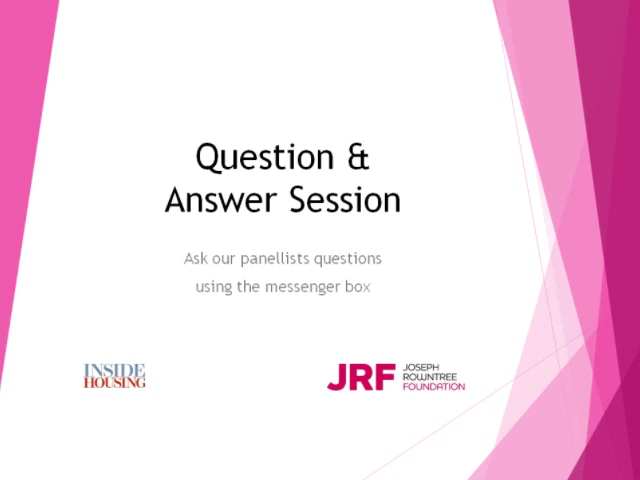 Question &
Answer Session
Ask our panellists questions
using the messenger box
INSIDE
HOUSING
JRF
JOSEPH
ROWNTREE
FOUNDATION